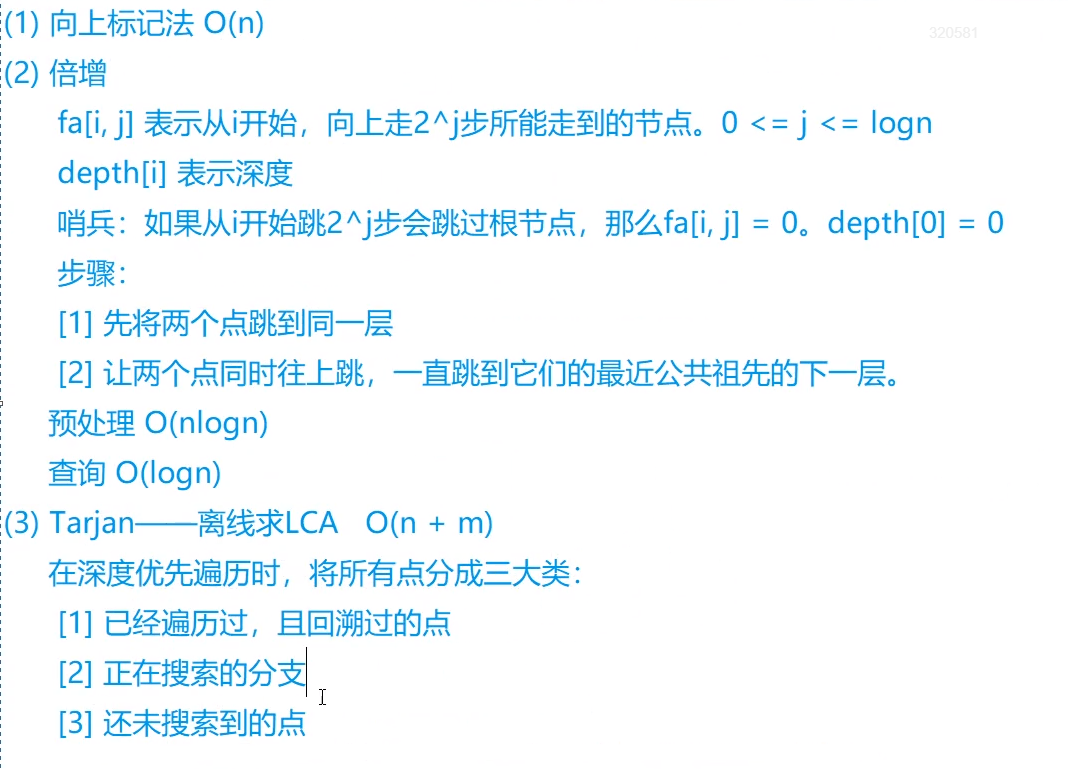 (1) 向上标记法 O(n)
320581
(2) 倍增
fa[i, j] 表示从i开始，向上走2^j步所能走到的节点。0 <= j <= logn
depth[i] 表示深度
哨兵：如果从i开始跳2^j步会跳过根节点，那么fa[i, j] = 0。depth[0] = 0
步骤：
[1] 先将两个点跳到同一层
[2] 让两个点同时往上跳，一直跳到它们的最近公共祖先的下一层。
预处理 O(nlogn)
查询 O(logn)
(3) Tarjan——离线求LCA O(n + m)
在深度优先遍历时，将所有点分成三大类：
[1] 已经遍历过，且回溯过的点
[2] 正在搜索的分支
[3] 还未搜索到的点